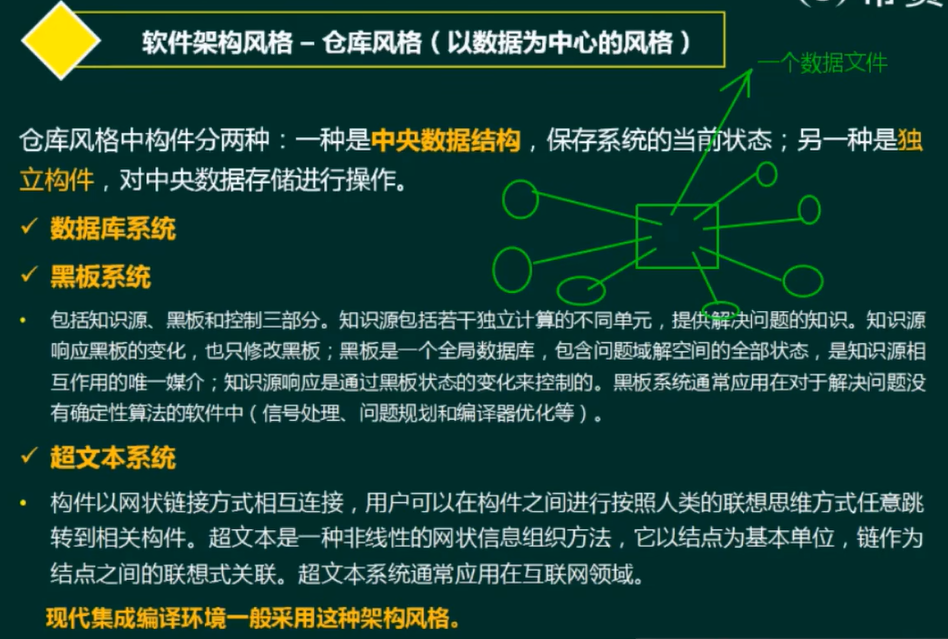 软件架构风格 – 仓库风格（以数据为中心的风格）
一个数据文件
仓库风格中构件分两种：一种是中央数据结构，保存系统的当前状态；另一种是独
立构件，对中央数据存储进行操作。
✓ 数据库系统
✓ 黑板系统
• 包括知识源、黑板和控制三部分。知识源包括若干独立计算的不同单元，提供解决问题的知识。知识源
响应黑板的变化，也只修改黑板；黑板是一个全局数据库，包含问题域解空间的全部状态，是知识源相
互作用的唯一媒介；知识源响应是通过黑板状态的变化来控制的。黑板系统通常应用在对于解决问题没
有确定性算法的软件中（信号处理、问题规划和编译器优化等）。
✓ 超文本系统
• 构件以网状链接方式相互连接，用户可以在构件之间进行按照人类的联想思维方式任意跳
转到相关构件。超文本是一种非线性的网状信息组织方法，它以结点为基本单位，链作为
结点之间的联想式关联。超文本系统通常应用在互联网领域。
现代集成编译环境一般采用这种架构风格。